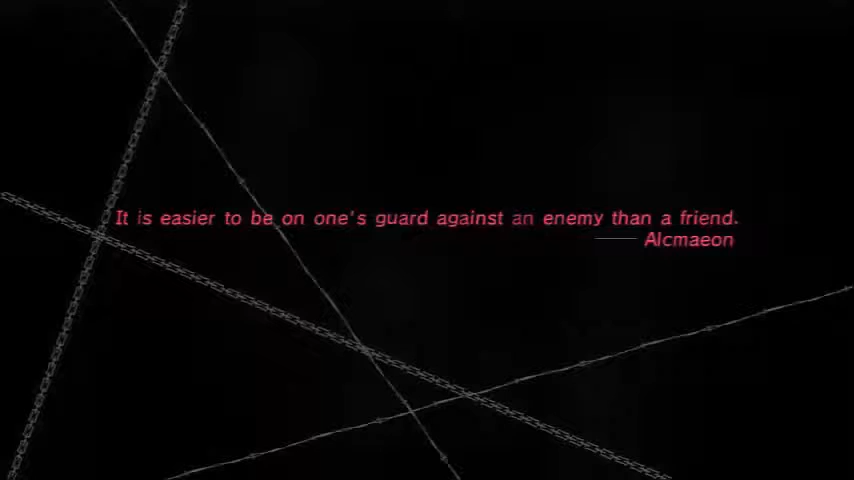 It is easier to be on one's guard against an enemy than a friend.
—— Alcmaeon